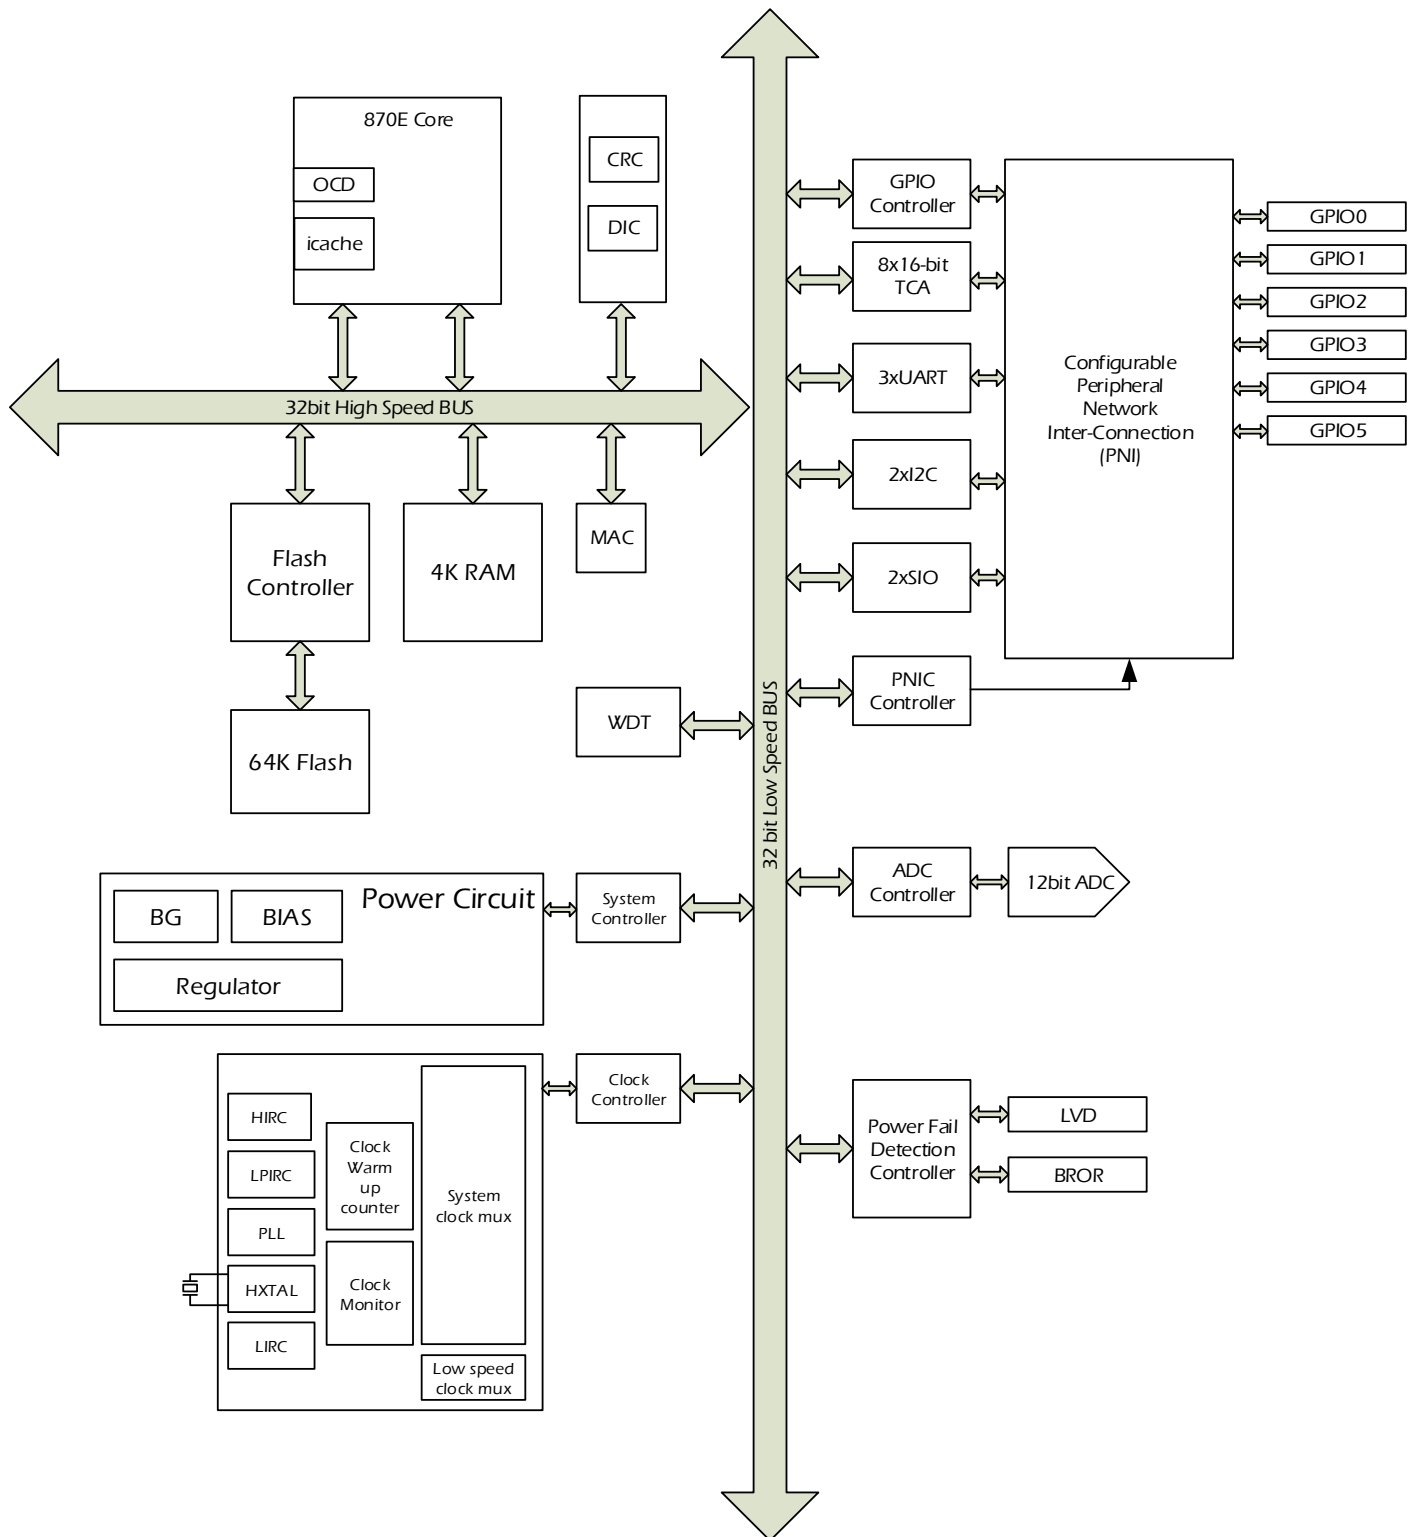 870E Core
OCD
icache
CRC
DIC
32bit High Speed BUS
Flash
Controller
4K RAM
MAC
64K Flash
WDT
32 bit Low Speed BUS
GPIO
Controller
8x16-bit
TCA
3xUART
2xI2C
2xSIO
PNIC
Controller
Configurable
Peripheral
Network
Inter-Connection
(PNI)
GPIO0
GPIO1
GPIO2
GPIO3
GPIO4
GPIO5
Power Circuit
BG
BIAS
Regulator
System
Controller
ADC
Controller
12bit ADC
Clock
Controller
HIRC
LPIRC
PLL
HXTAL
LIRC
Clock
Warm
up
counter
Clock
Monitor
System
clock mux
Low speed
clock mux
Power Fail
Detection
Controller
LVD
BROR